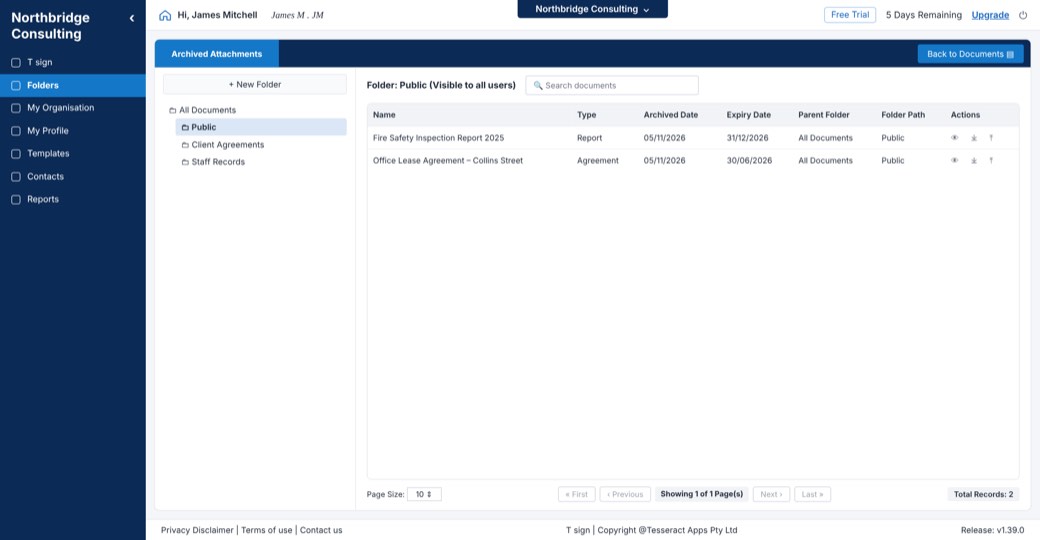 Northbridge
Consulting
T sign
Folders
My Organisation
My Profile
Templates
Contacts
Reports
Hi, James Mitchell James M . JM
Northbridge Consulting
Free Trial 5 Days Remaining Upgrade
Archived Attachments
Back to Documents
+ New Folder
All Documents
Public
Client Agreements
Staff Records
Folder: Public (Visible to all users) Search documents
Name Type Archived Date Expiry Date Parent Folder Folder Path Actions
Fire Safety Inspection Report 2025 Report 05/11/2026 31/12/2026 All Documents Public
Office Lease Agreement – Collins Street Agreement 05/11/2026 30/06/2026 All Documents Public
Page Size: 10 « First ‹ Previous Showing 1 of 1 Page(s) Next › Last » Total Records: 2
Privacy Disclaimer | Terms of use | Contact us T sign | Copyright @Tesseract Apps Pty Ltd Release: v1.39.0